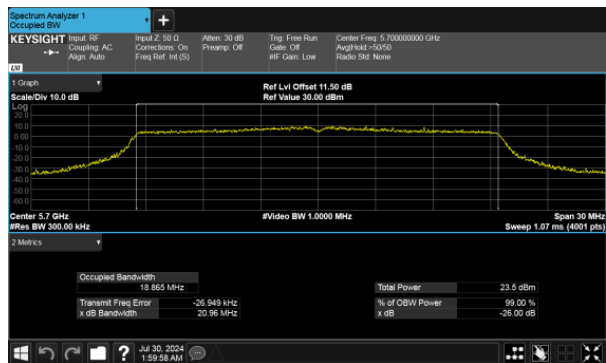 Spectrum Analyzer 1
Occupied BW
KEYSIGHT Input: RF Input Z: 50 Ω Atten: 30 dB Trig: Free Run Center Freq: 5.700000000 GHz
Coupling: AC Corrections: On Preamp: Off Gate: Off Avg|Hold:>50/50
Align: Auto Freq Ref: Int (S) #IF Gain: Low Radio Std: None
1 Graph Ref Lvl Offset 11.50 dB
Scale/Div 10.0 dB Ref Value 30.00 dBm
Log
20.0
10.0
0.00
-10.0
-20.0
-30.0
-40.0
-50.0
-60.0
Center 5.7 GHz #Video BW 1.0000 MHz Span 30 MHz
#Res BW 300.00 kHz Sweep 1.07 ms (4001 pts)
2 Metrics
Occupied Bandwidth
18.865 MHz Total Power 23.5 dBm
Transmit Freq Error -26.949 kHz % of OBW Power 99.00 %
x dB Bandwidth 20.96 MHz x dB -26.00 dB
Jul 30, 2024
1:59:58 AM